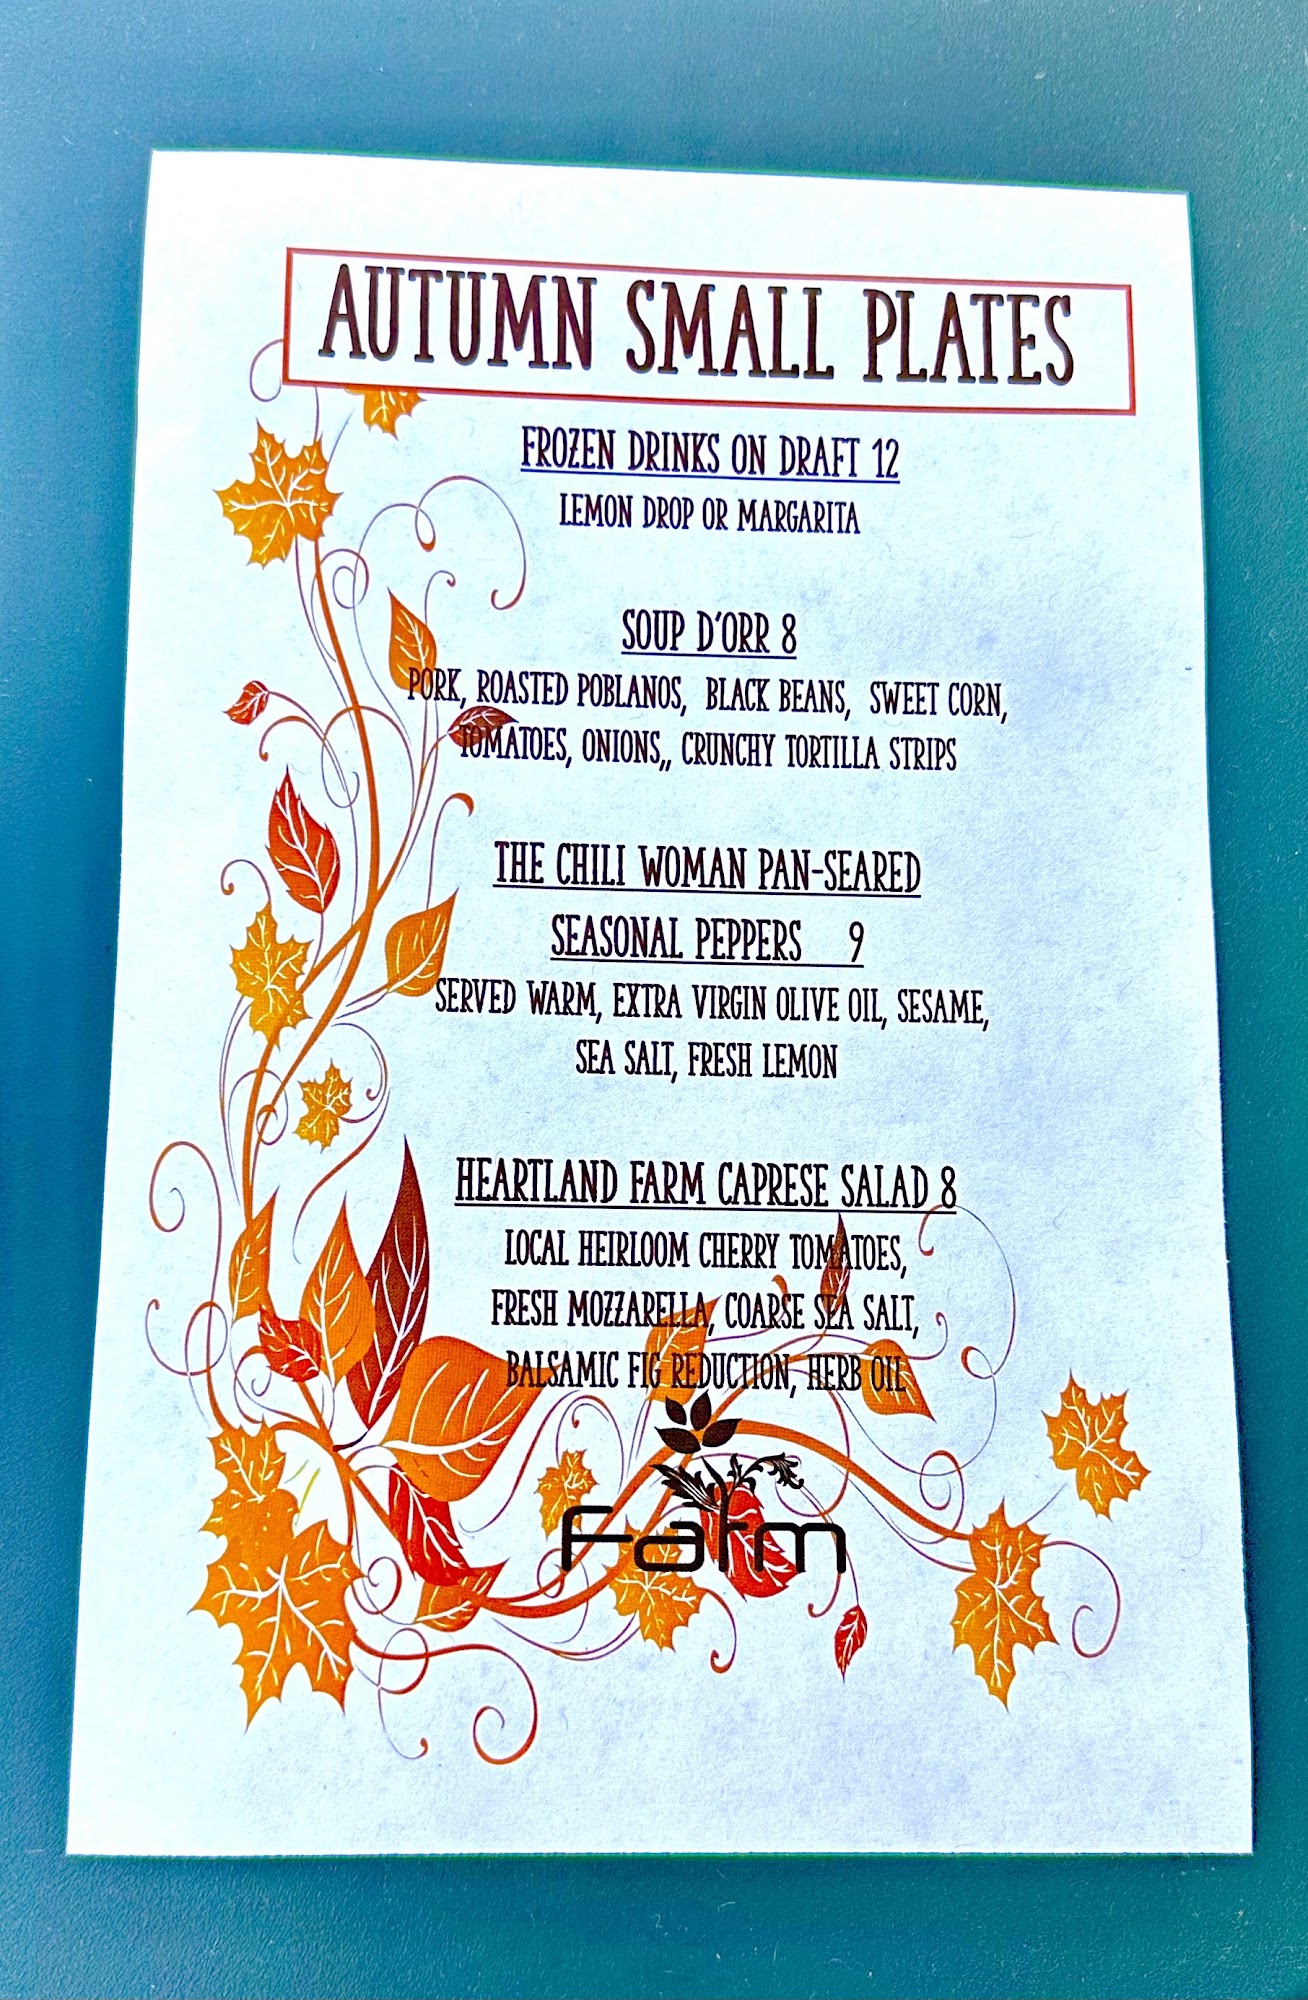 AUTUMN SMALL PLATES
FROZEN DRINKS ON DRAFT 12
LEMON DROP OR MARGARITA
SOUP D'ORR 8
PORK, ROASTED POBLANOS, BLACK BEANS, SWEET CORN,
TOMATOES, ONIONS,, CRUNCHY TORTILLA STRIPS
THE CHILI WOMAN PAN-SEARED
SEASONAL PEPPERS 9
SERVED WARM, EXTRA VIRGIN OLIVE OIL, SESAME,
SEA SALT, FRESH LEMON
HEARTLAND FARM CAPRESE SALAD 8
LOCAL HEIRLOOM CHERRY TOMATOES,
FRESH MOZZARELLA, COARSE SEA SALT,
BALSAMIC FIG REDUCTION, HERB OIL
Farm